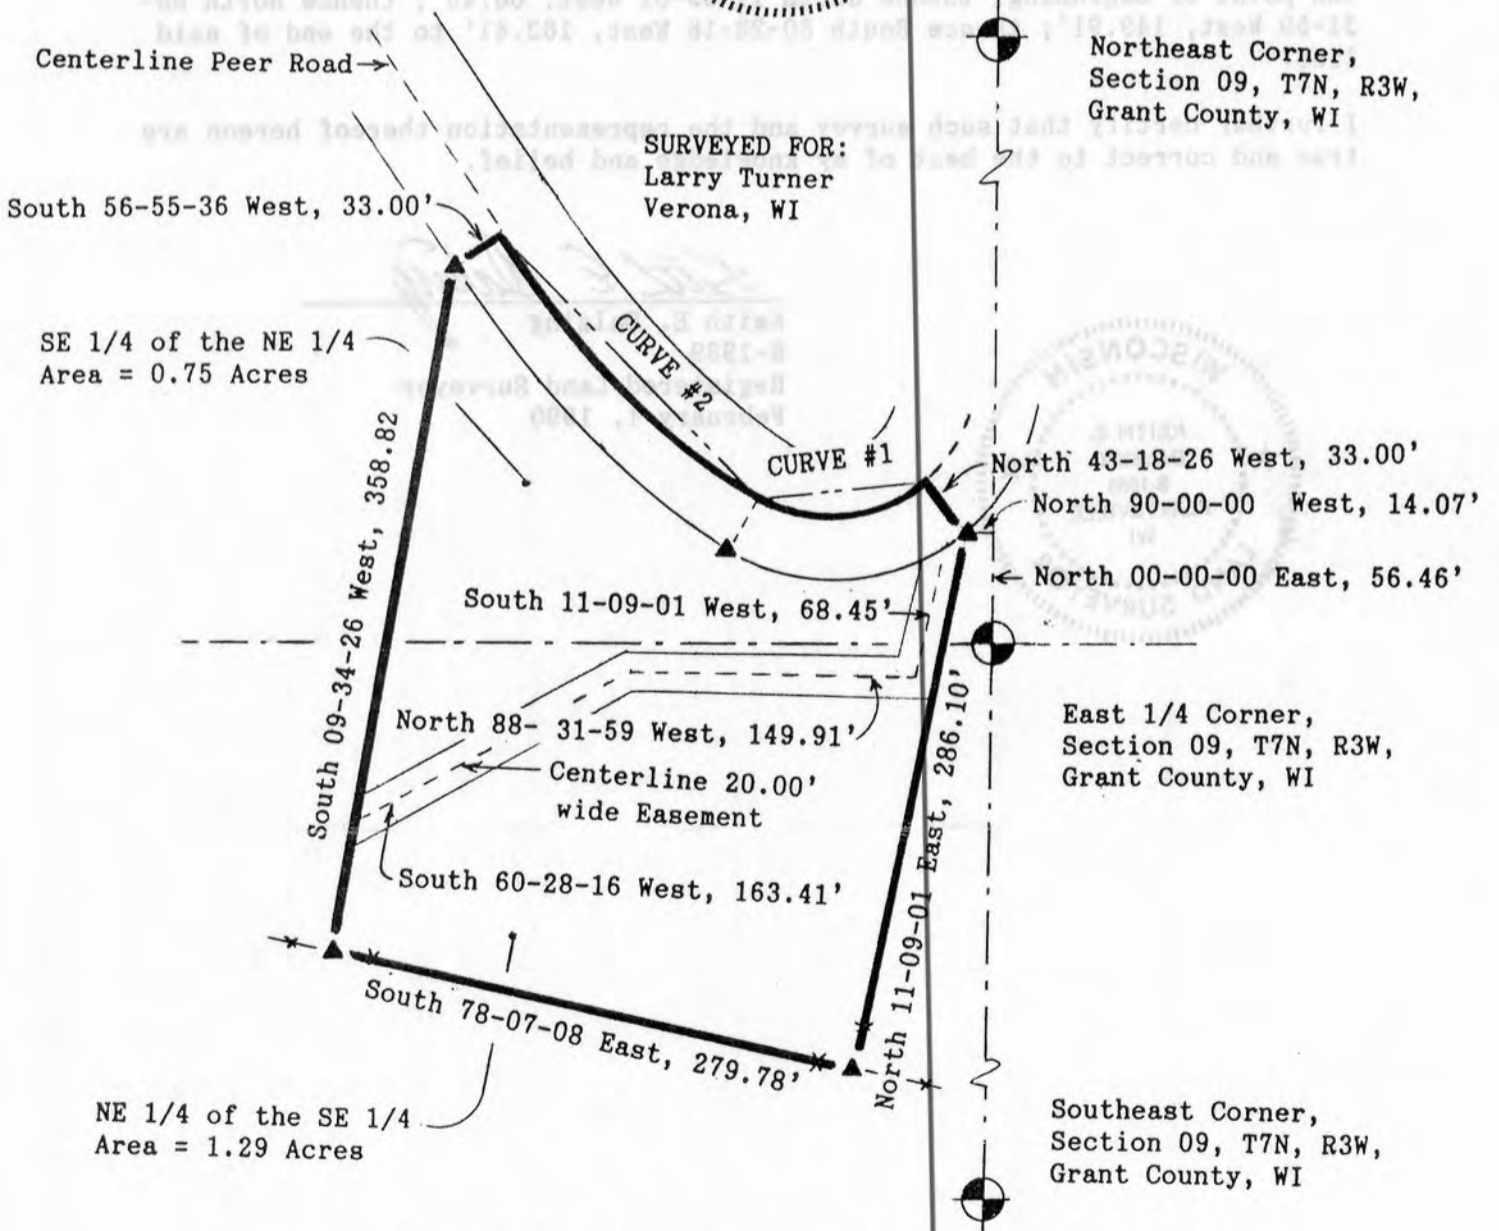 Centerline Peer Road
Northeast Corner,
Section 09, T7N, R3W,
Grant County, WI
SURVEYED FOR:
Larry Turner
Verona, WI
South 56-55-36 West, 33.00'
SE 1/4 of the NE 1/4
Area = 0.75 Acres
CURVE #2
CURVE #1
North 43-18-26 West, 33.00'
North 90-00-00 West, 14.07'
North 00-00-00 East, 56.46'
South 09-34-26 West, 358.82
South 11-09-01 West, 68.45'
North 88-31-59 West, 149.91'
Centerline 20.00'
wide Easement
South 60-28-16 West, 163.41'
North 11-09-01 East, 286.10'
East 1/4 Corner,
Section 09, T7N, R3W,
Grant County, WI
South 78-07-08 East, 279.78'
NE 1/4 of the SE 1/4
Area = 1.29 Acres
Southeast Corner,
Section 09, T7N, R3W,
Grant County, WI